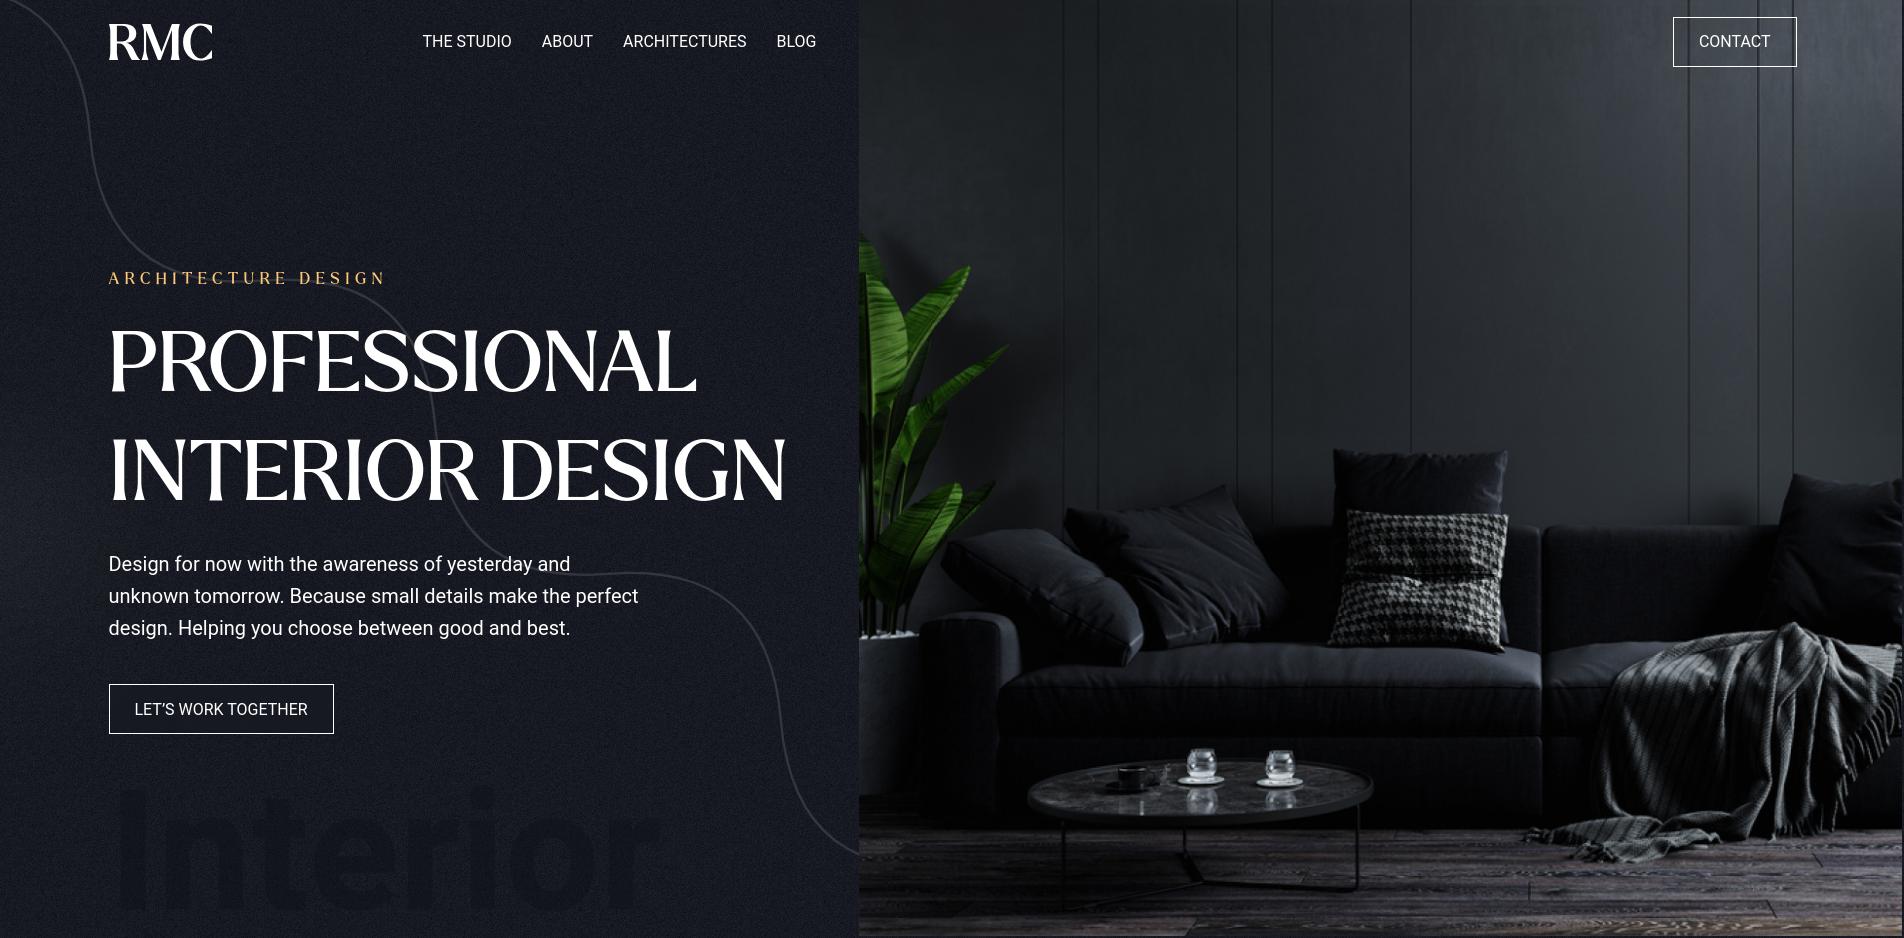 RMC
THE STUDIO ABOUT ARCHITECTURES BLOG
CONTACT
ARCHITECTURE DESIGN
PROFESSIONAL
INTERIOR DESIGN
Design for now with the awareness of yesterday and
unknown tomorrow. Because small details make the perfect
design. Helping you choose between good and best.
LET’S WORK TOGETHER
Interior